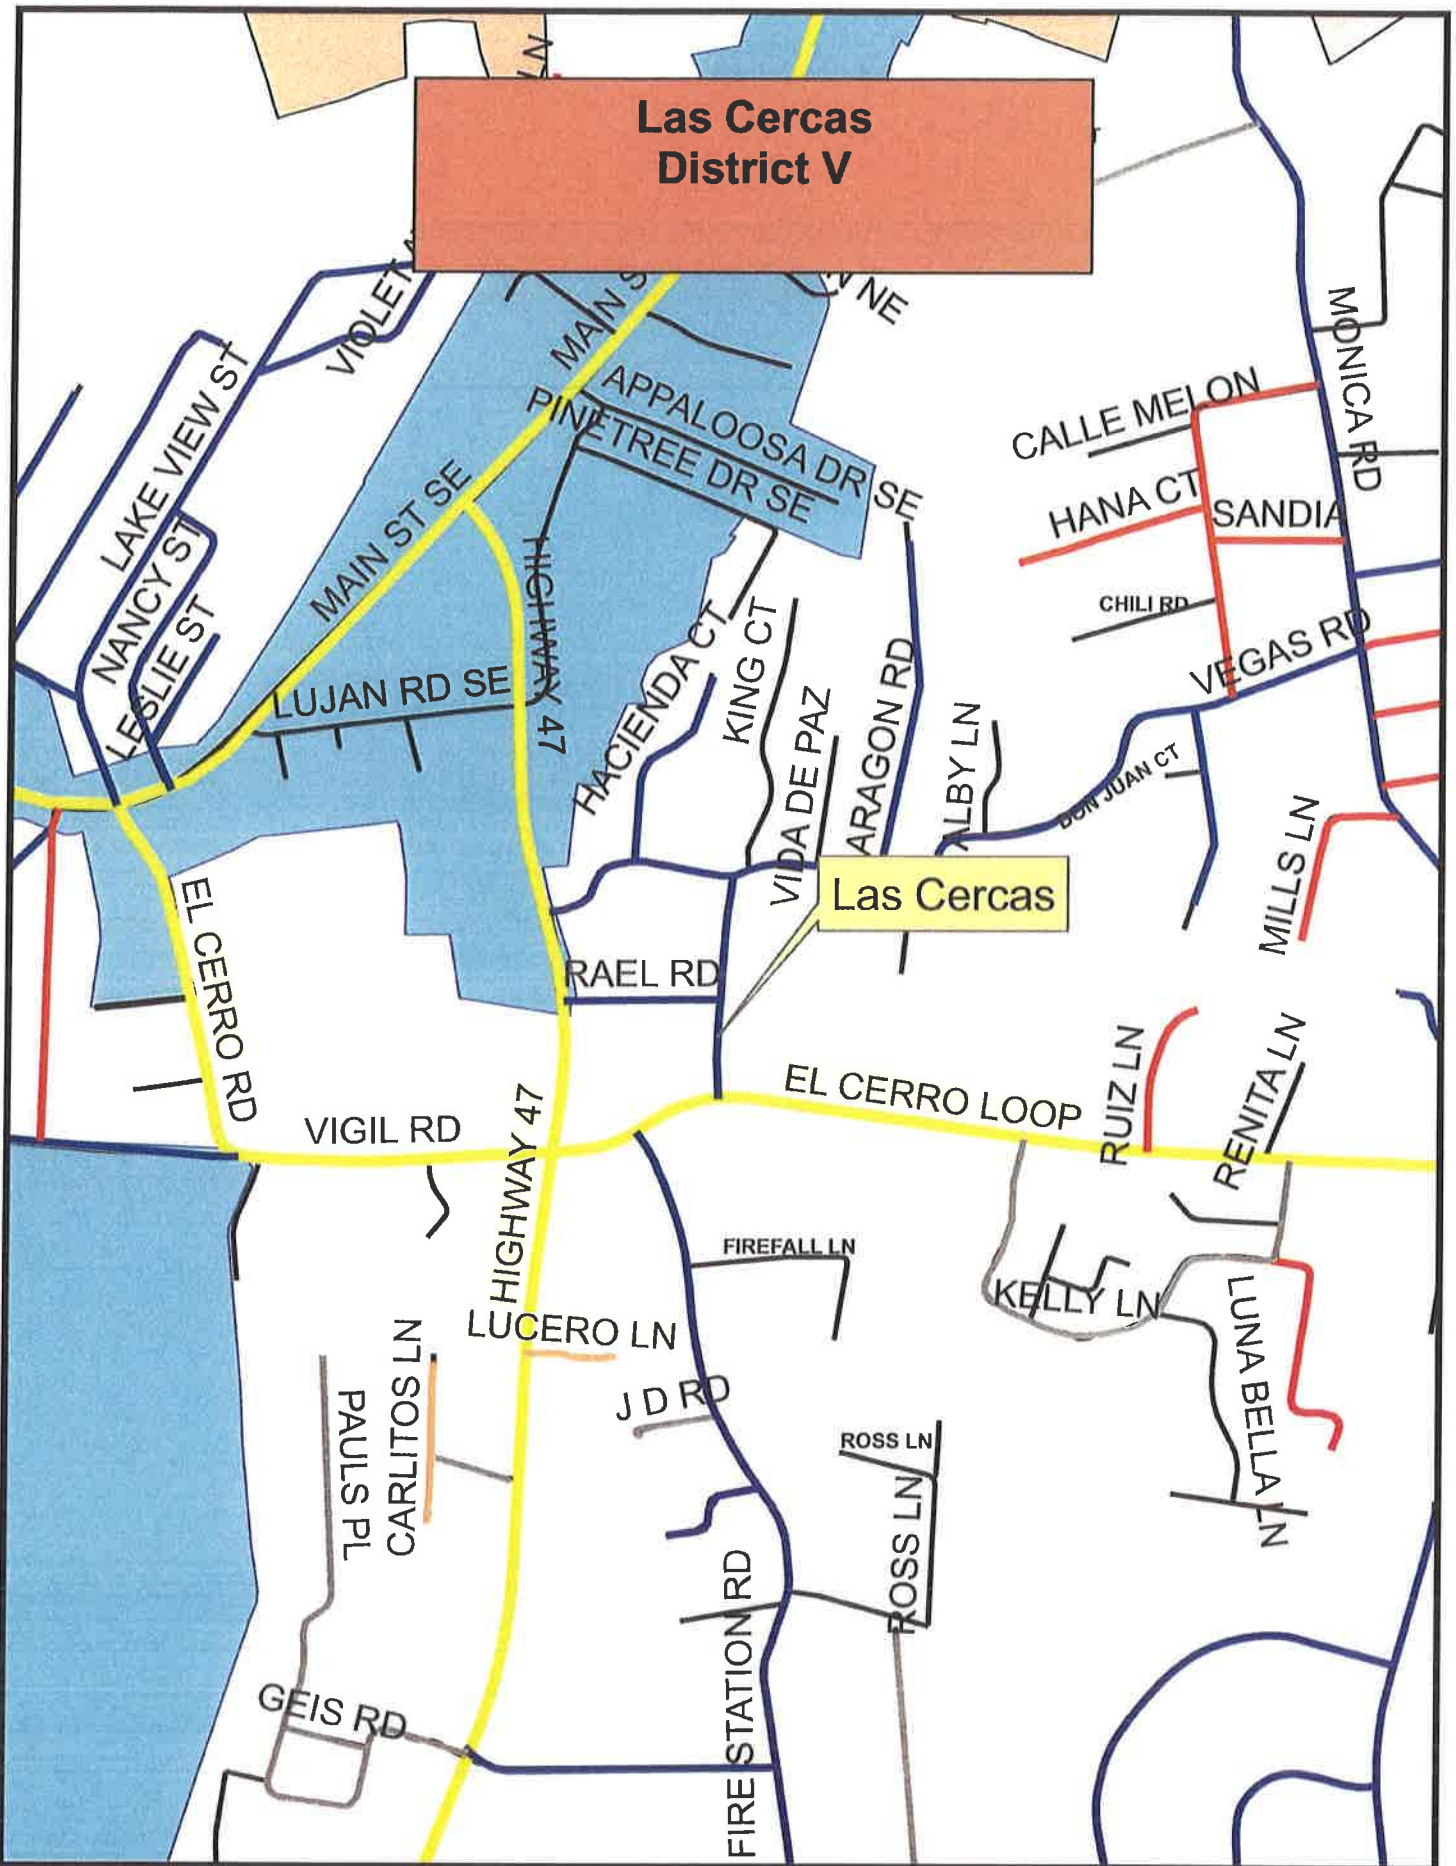 LN
Las Cercas
District V
N NE
VIOLET
MAIN S
MONICA RD
LAKE VIEW ST
APPALOOSA DR SE
PINETREE DR SE
CALLE MELON
MAIN ST SE
HANA CT
SANDIA
NANCY ST
HIGHWAY 47
LESLIE ST
CHILI RD
VEGAS RD
LUJAN RD SE
HACIENDA CT
KING CT
VIDA DE PAZ
ARAGON RD
ALBY LN
DON JUAN CT
MILLS LN
Las Cercas
EL CERRO RD
RAEL RD
EL CERRO LOOP
RUIZ LN
RENITA LN
VIGIL RD
HIGHWAY 47
FIREFALL LN
KELLY LN
LUCERO LN
LUNA BELLA LN
J D RD
PAULS PL
CARLITOS LN
ROSS LN
ROSS LN
FIRE STATION RD
GEIS RD